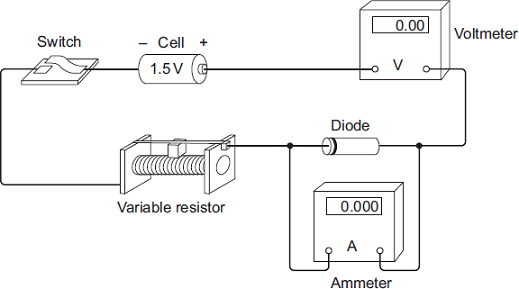 0.00
Voltmeter
Switch
– Cell +
1.5 V
V
Diode
Variable resistor
0.000
A
Ammeter